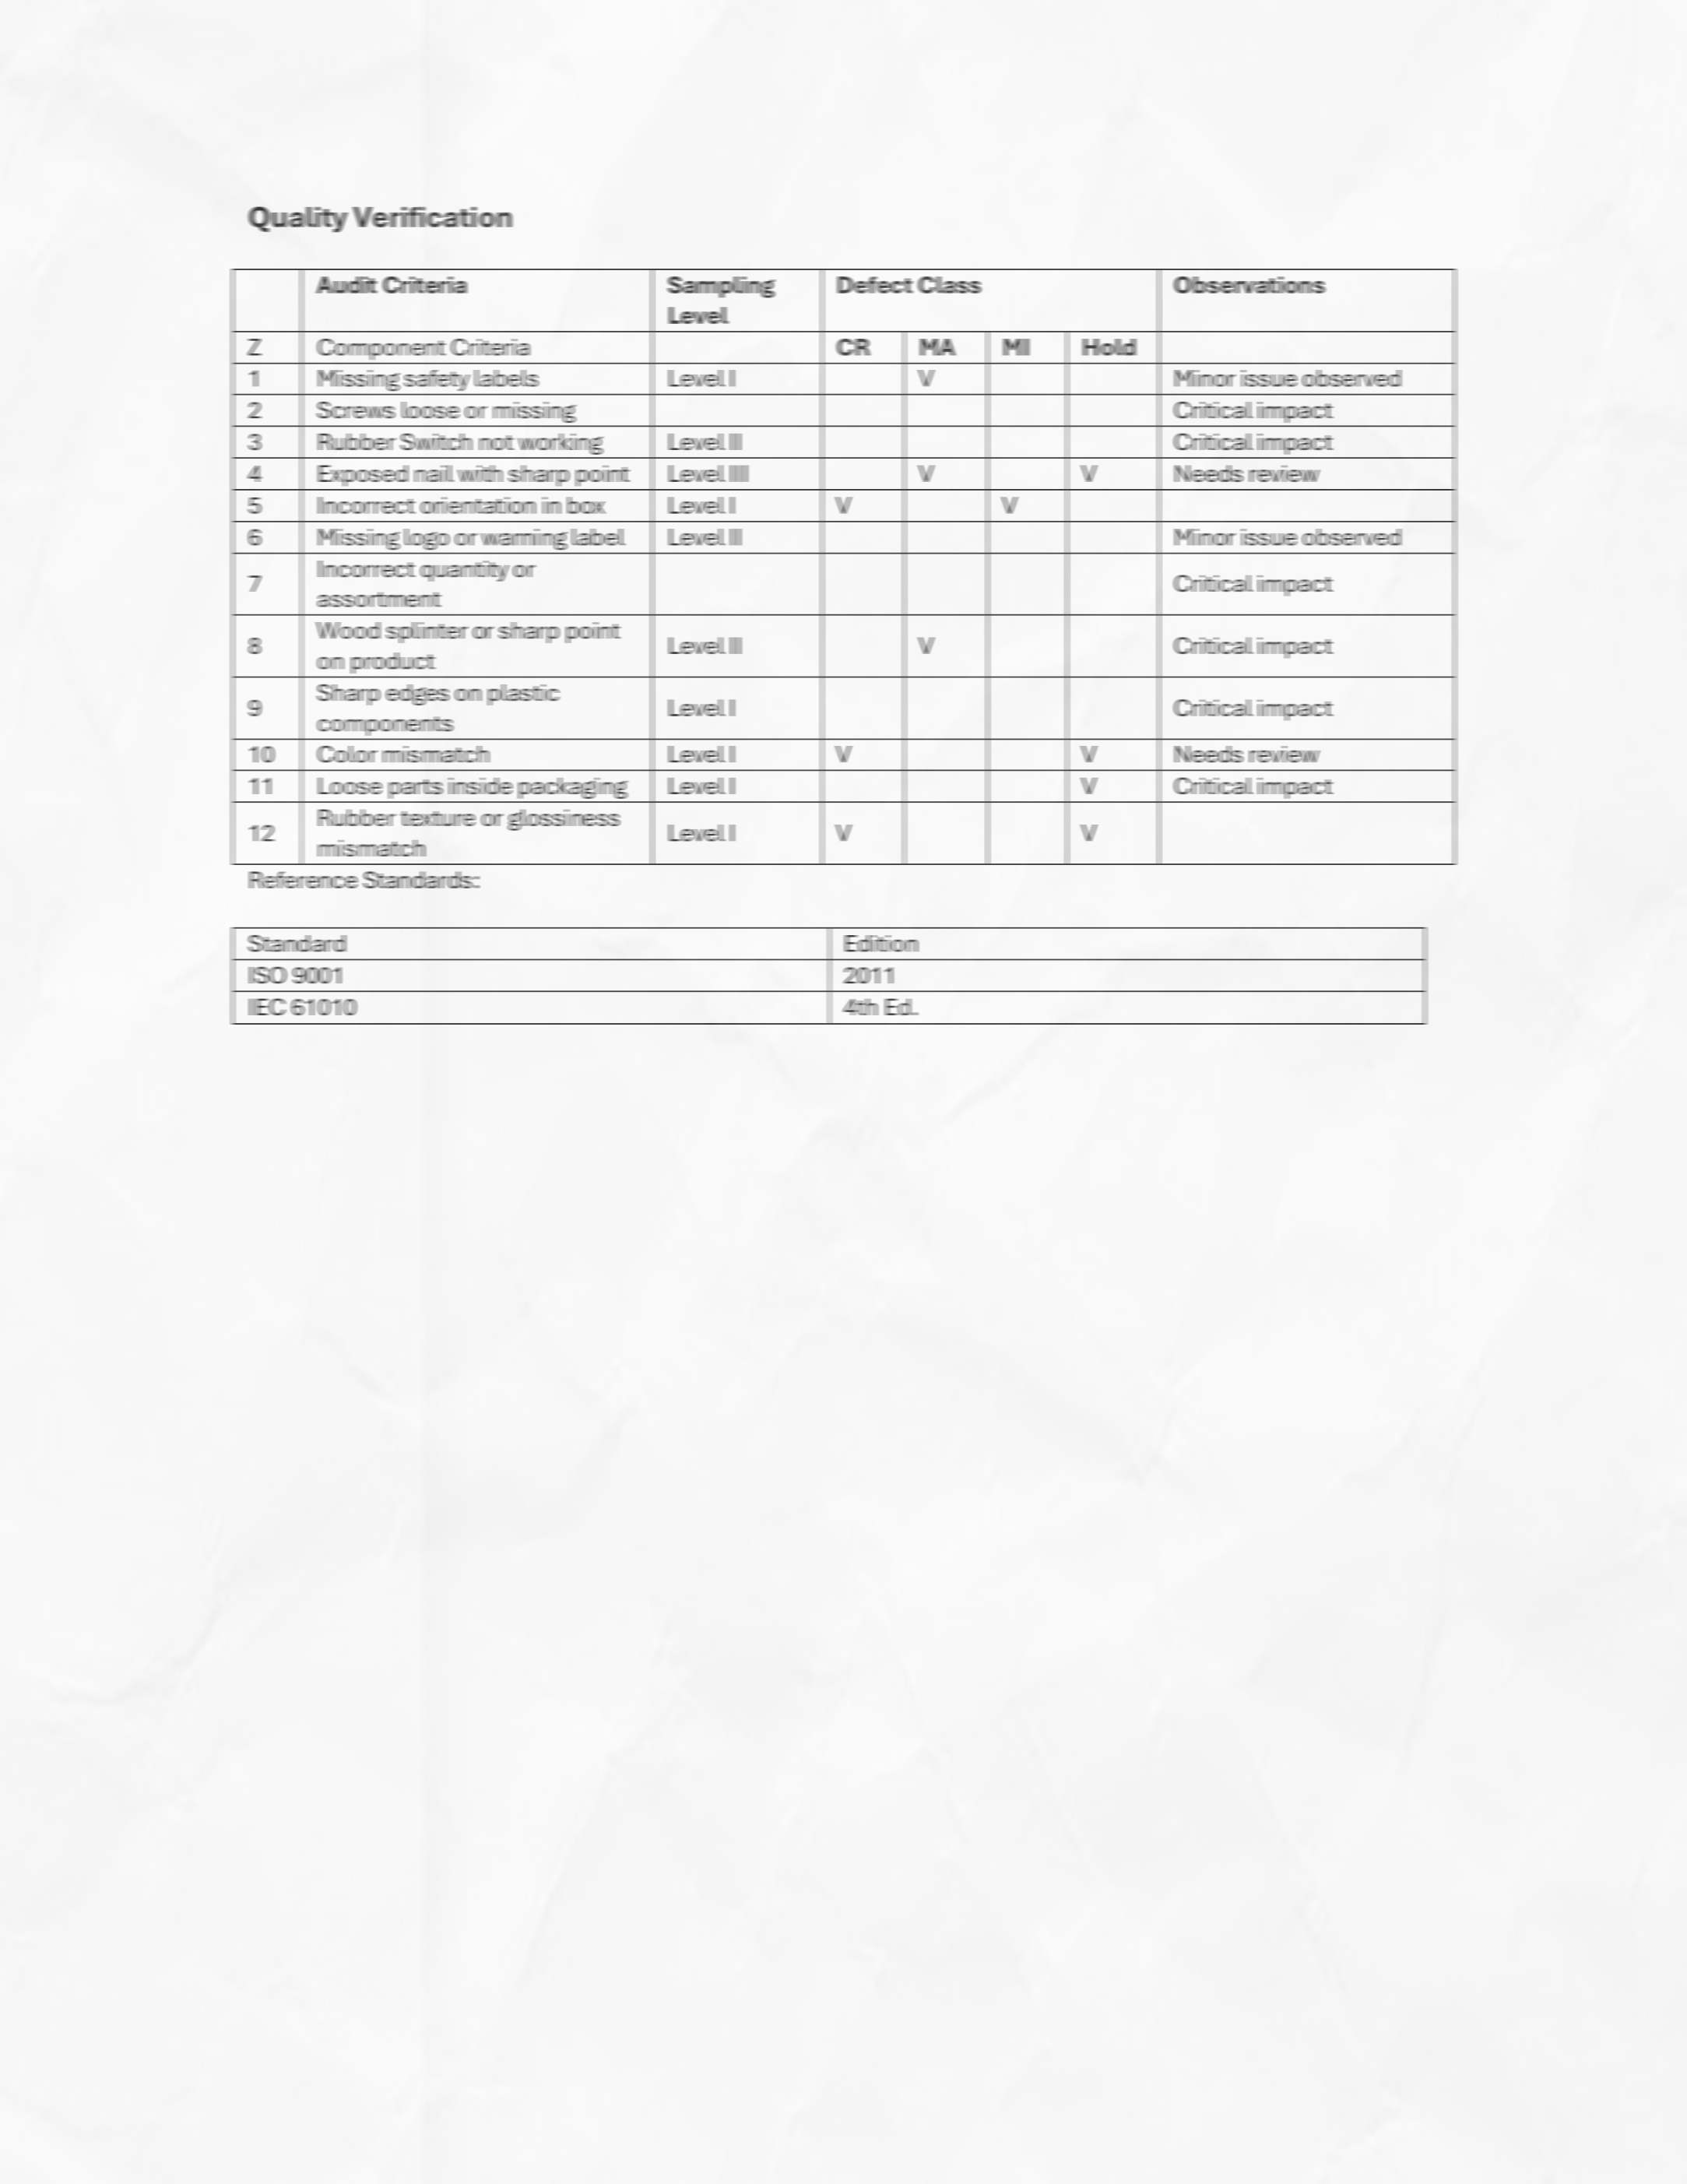 Quality Verification
Audit Criteria Sampling Level Defect Class Observations
Z Component Criteria CR MA MI Hold
1 Missing safety labels Level I V Minor issue observed
2 Screws loose or missing Critical impact
3 Rubber Switch not working Level II Critical impact
4 Exposed nail with sharp point Level III V V Needs review
5 Incorrect orientation in box Level I V V
6 Missing logo or warning label Level II Minor issue observed
7 Incorrect quantity or assortment Critical impact
8 Wood splinter or sharp point on product Level II V Critical impact
9 Sharp edges on plastic components Level I Critical impact
10 Color mismatch Level I V V Needs review
11 Loose parts inside packaging Level I V Critical impact
12 Rubber texture or glossiness mismatch Level I V V
Reference Standards:
Standard Edition
ISO 9001 2011
IEC 61010 4th Ed.